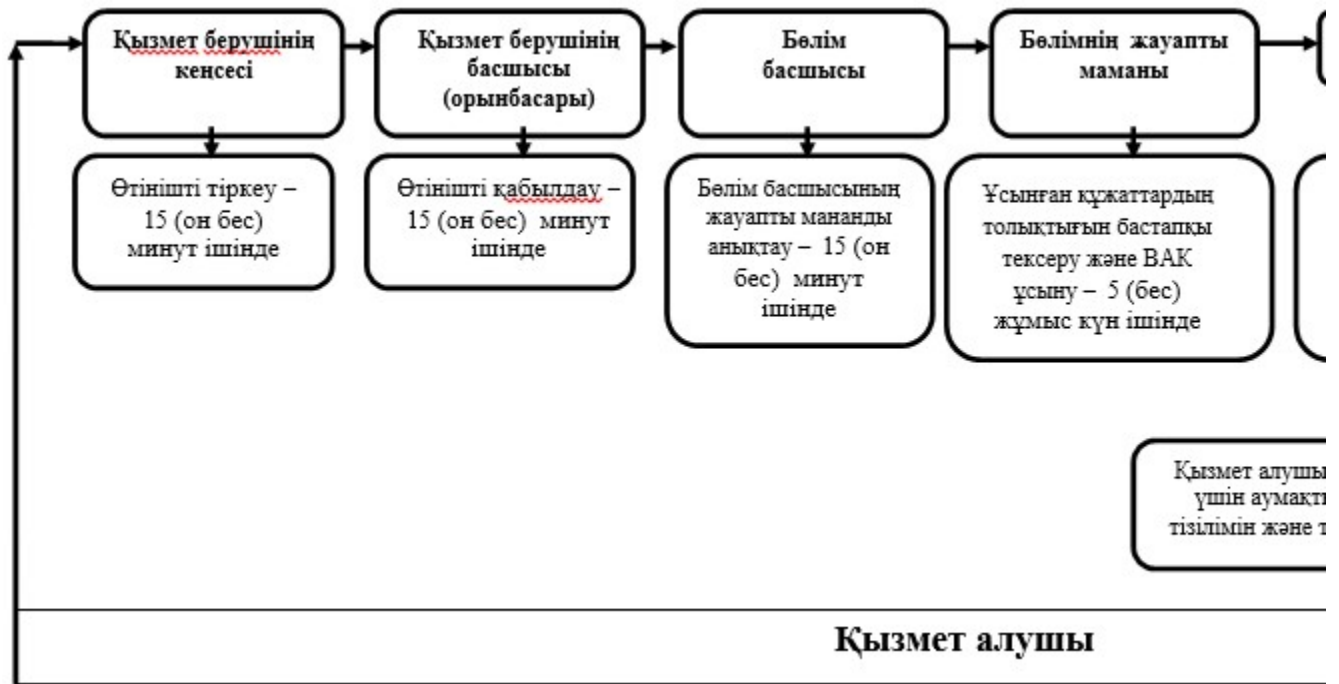 Қызмет берушінің
кеңсесі
Қызмет берушінің
басшысы
(орынбасары)
Бөлім
басшысы
Бөлімнің жауапты
маманы
Өтінішті тіркеу –
15 (он бес)
минут ішінде
Өтінішті қабылдау –
15 (он бес) минут
ішінде
Бөлім басшысының
жауапты мананды
анықтау – 15 (он
бес) минут
ішінде
Ұсынған құжаттардың
толықтығын бастапқы
тексеру және ВАК
ұсыну – 5 (бес)
жұмыс күн ішінде
Қызмет алушы
үшін аумақт
тізілімін және т
Қызмет алушы